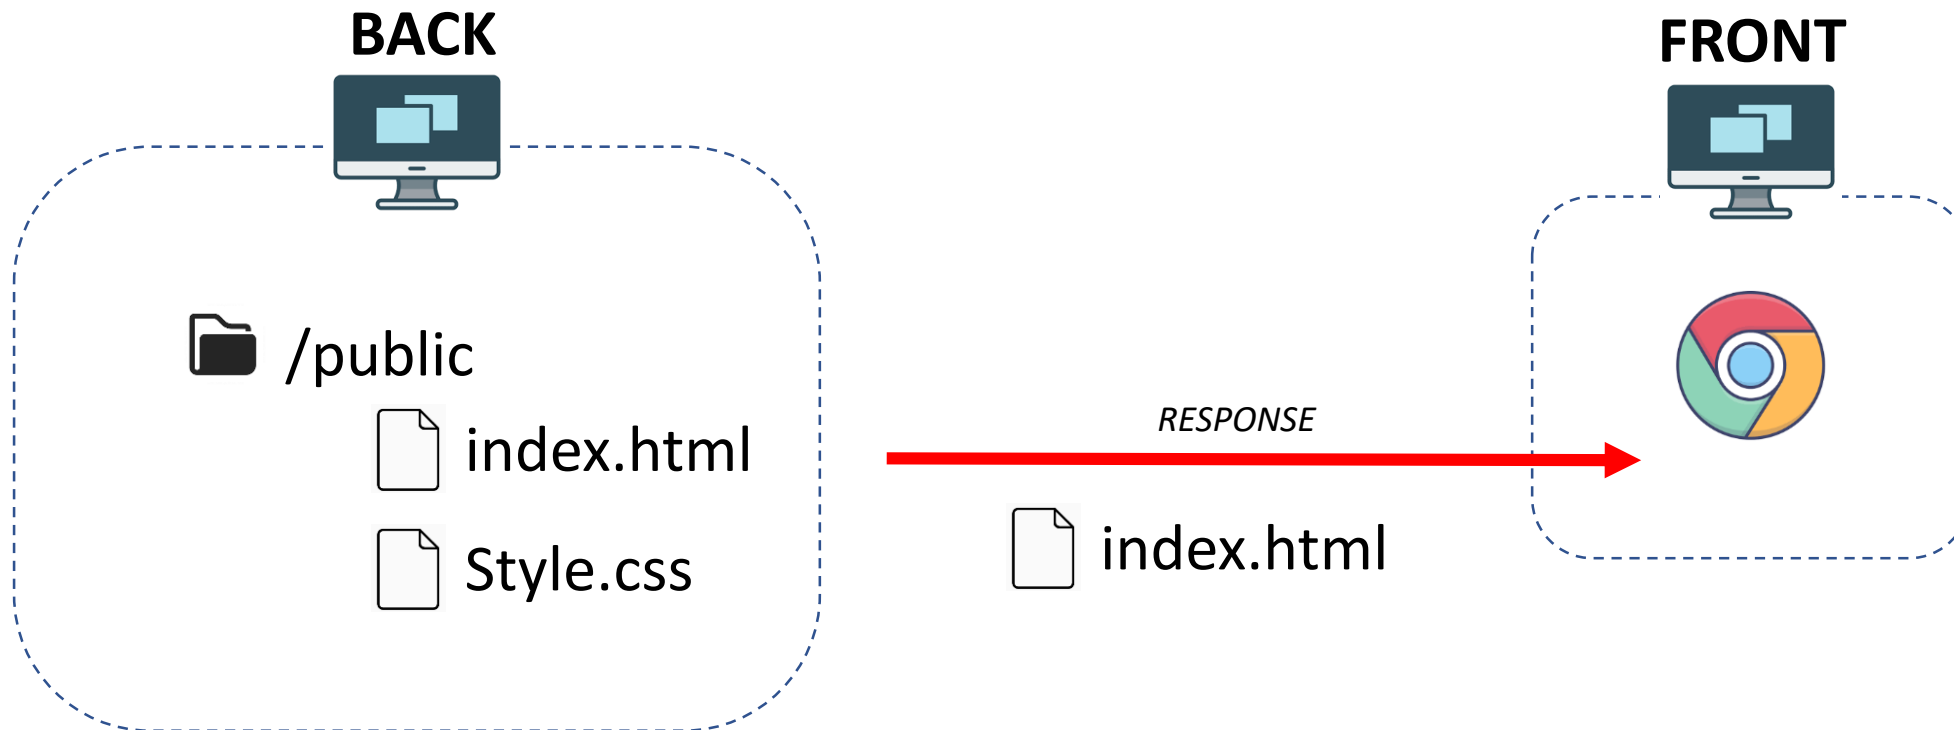 BACK
FRONT
/public
index.html
Style.css
RESPONSE
index.html